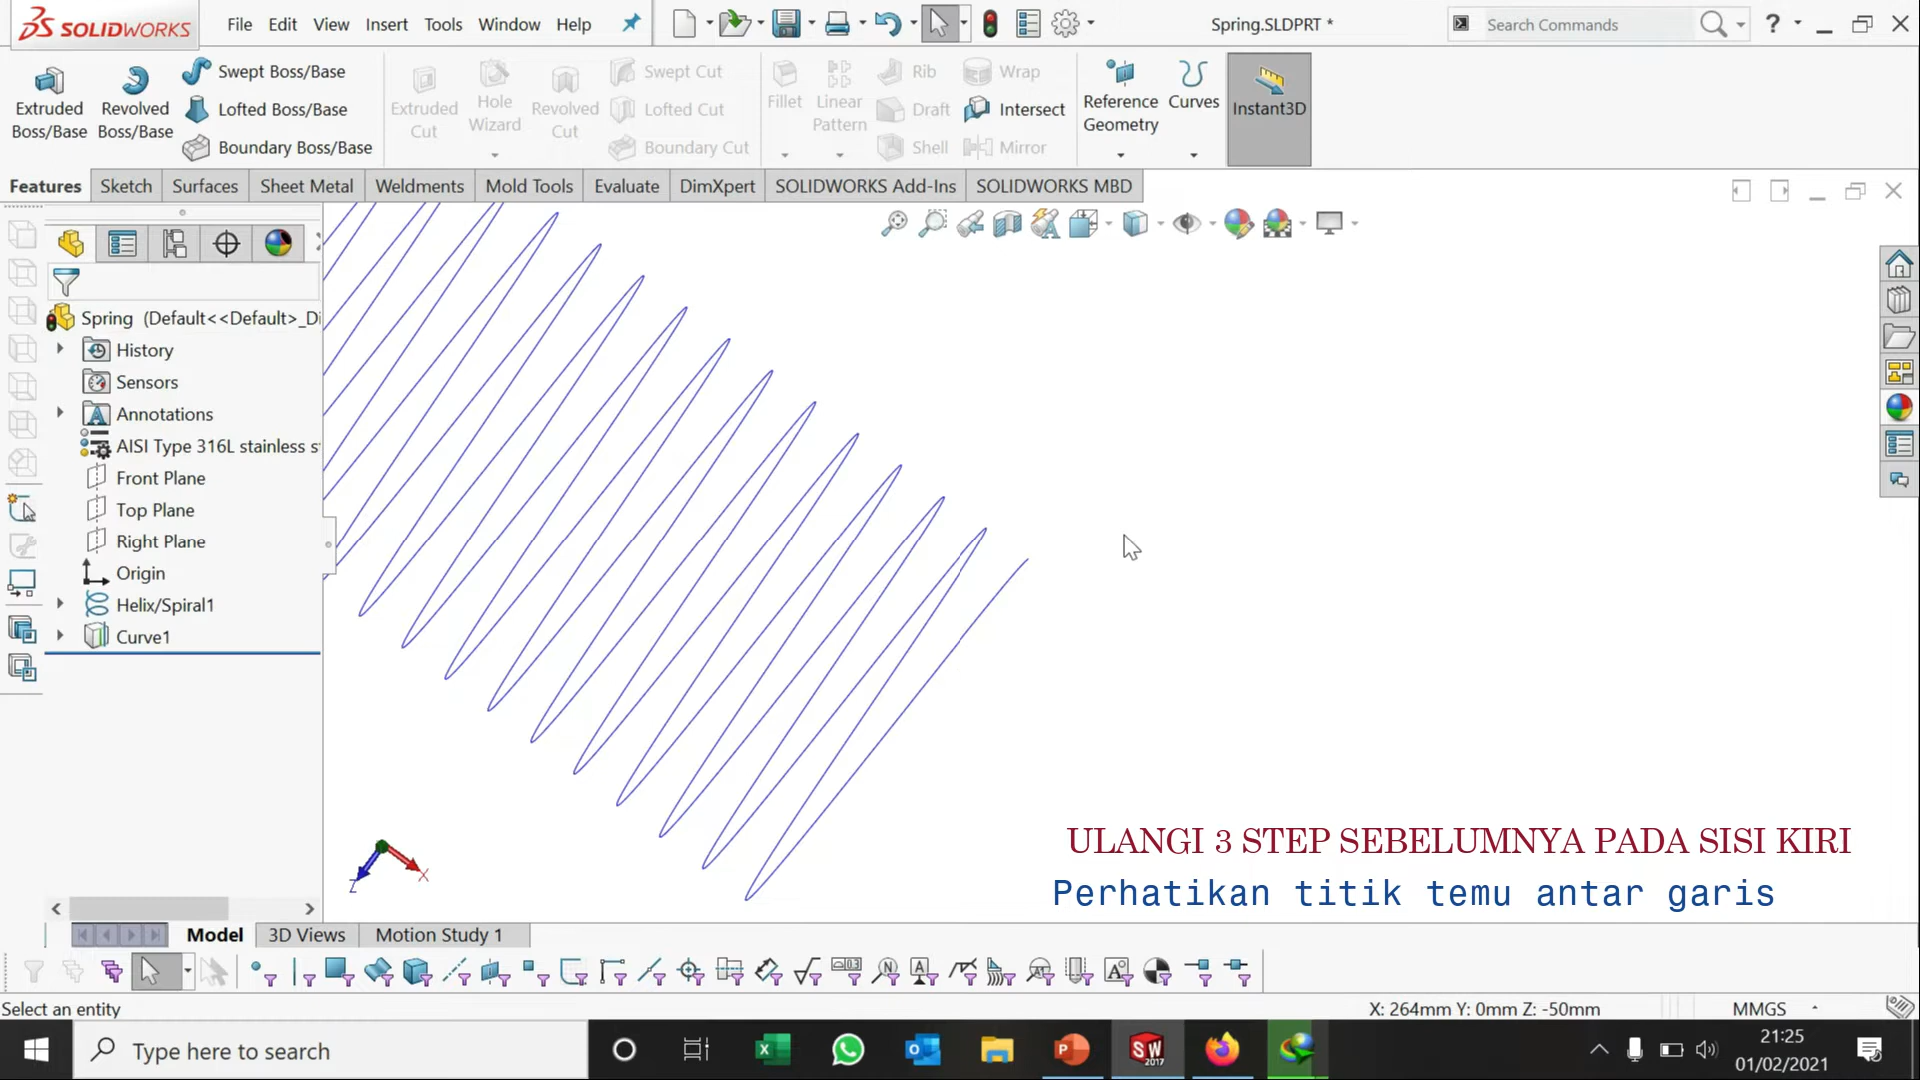 SOLIDWORKS
File Edit View Insert Tools Window Help
Spring.SLDPRT *
Search Commands
?
Extruded Boss/Base
Revolved Boss/Base
Swept Boss/Base
Lofted Boss/Base
Boundary Boss/Base
Extruded Cut
Hole Wizard
Revolved Cut
Swept Cut
Lofted Cut
Boundary Cut
Fillet
Linear Pattern
Rib
Draft
Shell
Wrap
Intersect
Mirror
Reference Geometry
Curves
Instant3D
Features Sketch Surfaces Sheet Metal Weldments Mold Tools Evaluate DimXpert SOLIDWORKS Add-Ins SOLIDWORKS MBD
Spring (Default<<Default>_Di
History
Sensors
Annotations
AISI Type 316L stainless s
Front Plane
Top Plane
Right Plane
Origin
Helix/Spiral1
Curve1
Z X
ULANGI 3 STEP SEBELUMNYA PADA SISI KIRI
Perhatikan titik temu antar garis
Model 3D Views Motion Study 1
Select an entity
X: 264mm Y: 0mm Z: -50mm
MMGS
Type here to search
SW 2017
21:25
01/02/2021